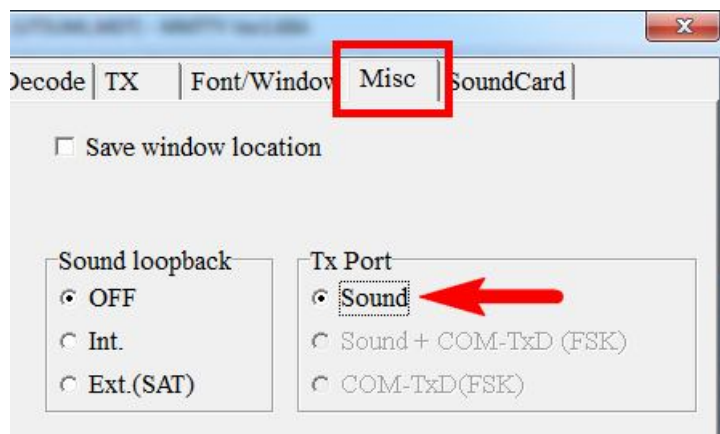 Decode TX Font/Window Misc SoundCard
Save window location
Sound loopback Tx Port
OFF Sound
Int. Sound + COM-TxD (FSK)
Ext.(SAT) COM-TxD(FSK)